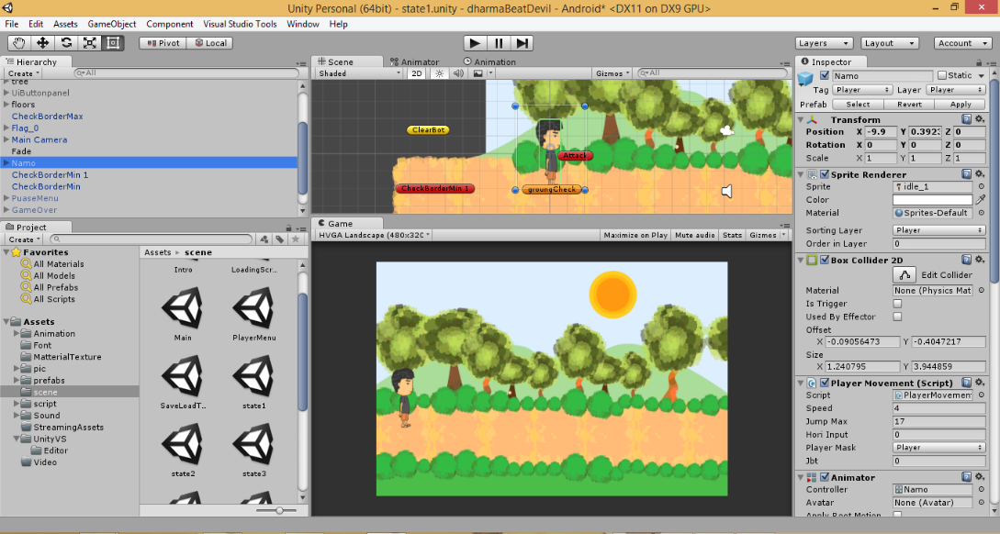 Unity Personal (64bit) - state1.unity - dharmaBeatDevil - Android* <DX11 on DX9 GPU>
File Edit Assets GameObject Component Visual Studio Tools Window Help
Pivot Local Layers Layout Account
Hierarchy
Create All
tree
UiButtonpanel
floors
CheckBorderMax
Flag_0
Main Camera
Fade
Namo
CheckBorderMin 1
CheckBorderMin
PuaseMenu
GameOver
Project
Create
Favorites
All Materials
All Models
All Prefabs
All Scripts
Assets
Animation
Font
MatterialTexture
pic
prefabs
scene
script
Sound
StreamingAssets
UnityVS
Editor
Video
Assets scene
Intro LoadingScr...
Main PlayerMenu
SaveLoadT... state1
state2 state3
Scene Animator Animation
Shaded 2D Gizmos All
ClearBot
Attack
CheckBorderMin 1 groungCheck
Game
HVGA Landscape (480x320 Maximize on Play Mute audio Stats Gizmos
Inspector
Namo Static
Tag Player Layer Player
Prefab Select Revert Apply
Transform
Position X -9.9 Y 0.3923 Z 0
Rotation X 0 Y 0 Z 0
Scale X 1 Y 1 Z 1
Sprite Renderer
Sprite idle_1
Color
Material Sprites-Default
Sorting Layer Player
Order in Layer 0
Box Collider 2D
Edit Collider
Material None (Physics Mat
Is Trigger
Used By Effector
Offset
X -0.09056473 Y -0.4047217
Size
X 1.240795 Y 3.944859
Player Movement (Script)
Script PlayerMovemen
Speed 4
Jump Max 17
Hori Input 0
Player Mask Player
Jbt 0
Animator
Controller Namo
Avatar None (Avatar)
Apply Root Motion